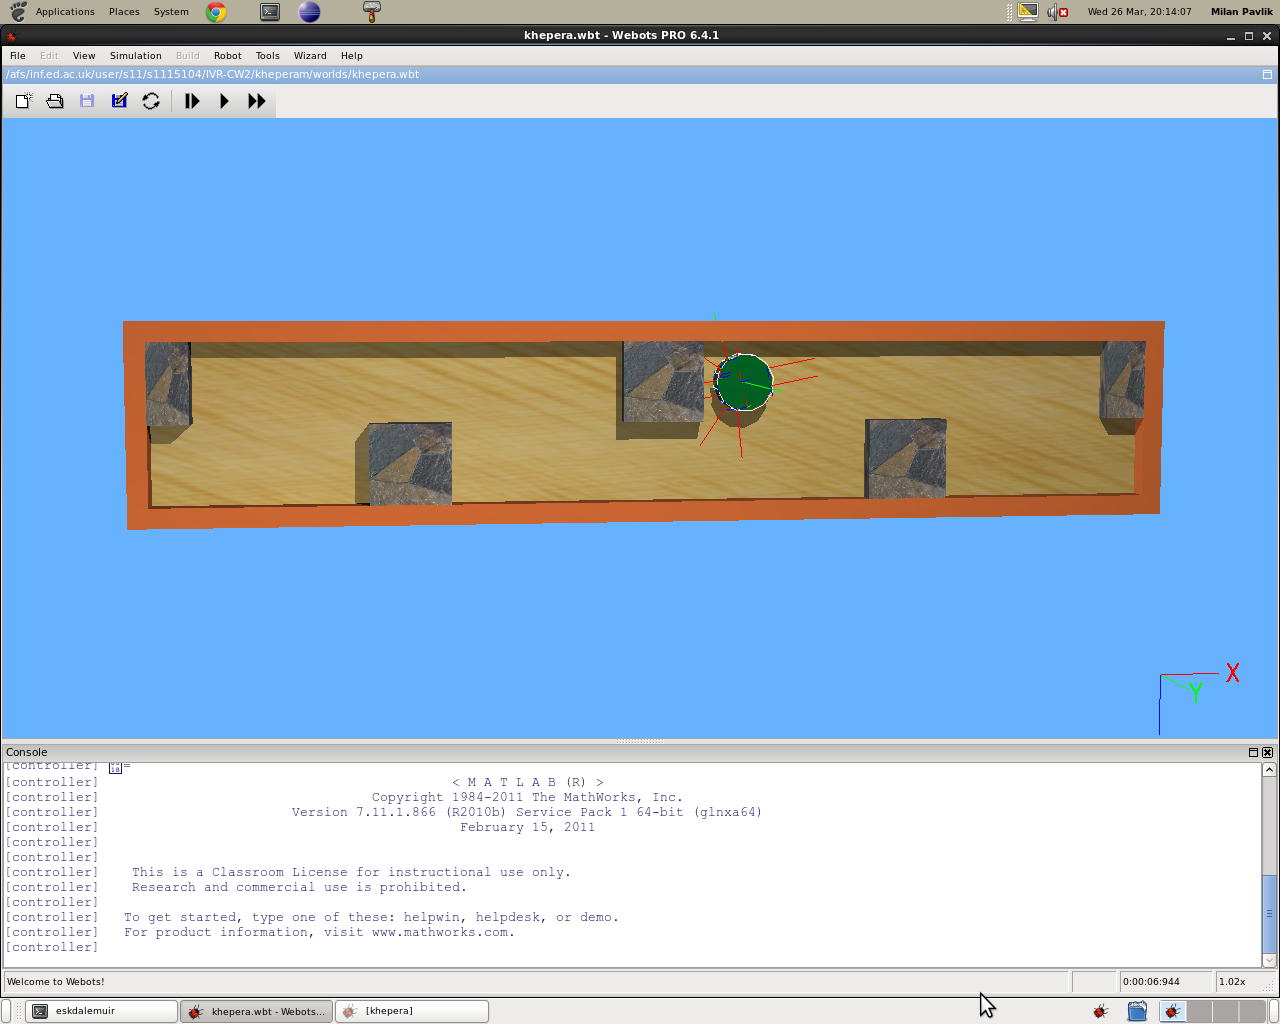 Applications Places System Wed 26 Mar, 20:14:07 Milan Pavlik
khepera.wbt - Webots PRO 6.4.1
File Edit View Simulation Build Robot Tools Wizard Help
/afs/inf.ed.ac.uk/user/s11/s1115104/IVR-CW2/kheperam/worlds/khepera.wbt
X
Y
Console
[controller] =
[controller] < M A T L A B (R) >
[controller] Copyright 1984-2011 The MathWorks, Inc.
[controller] Version 7.11.1.866 (R2010b) Service Pack 1 64-bit (glnxa64)
[controller] February 15, 2011
[controller]
[controller]
[controller] This is a Classroom License for instructional use only.
[controller] Research and commercial use is prohibited.
[controller]
[controller] To get started, type one of these: helpwin, helpdesk, or demo.
[controller] For product information, visit www.mathworks.com.
[controller]
Welcome to Webots! 0:00:06:944 1.02x
eskdalemuir khepera.wbt - Webots... [khepera]